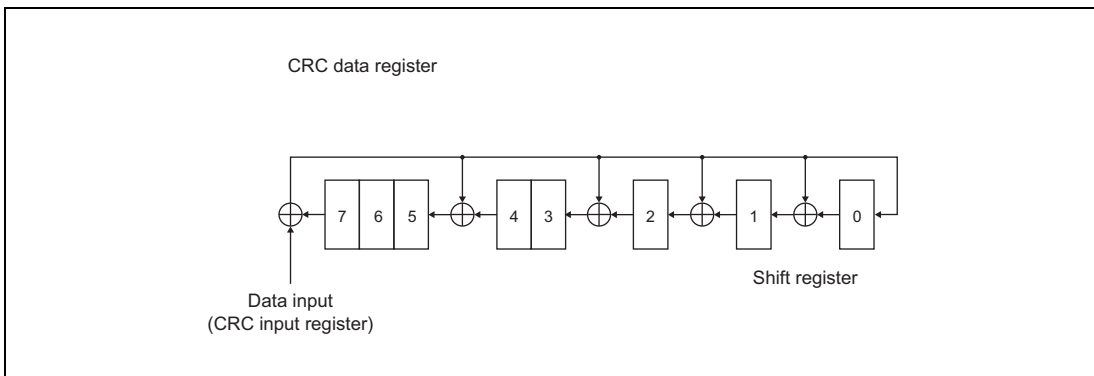 CRC data register
7 6 5 4 3 2 1 0
Shift register
Data input
(CRC input register)